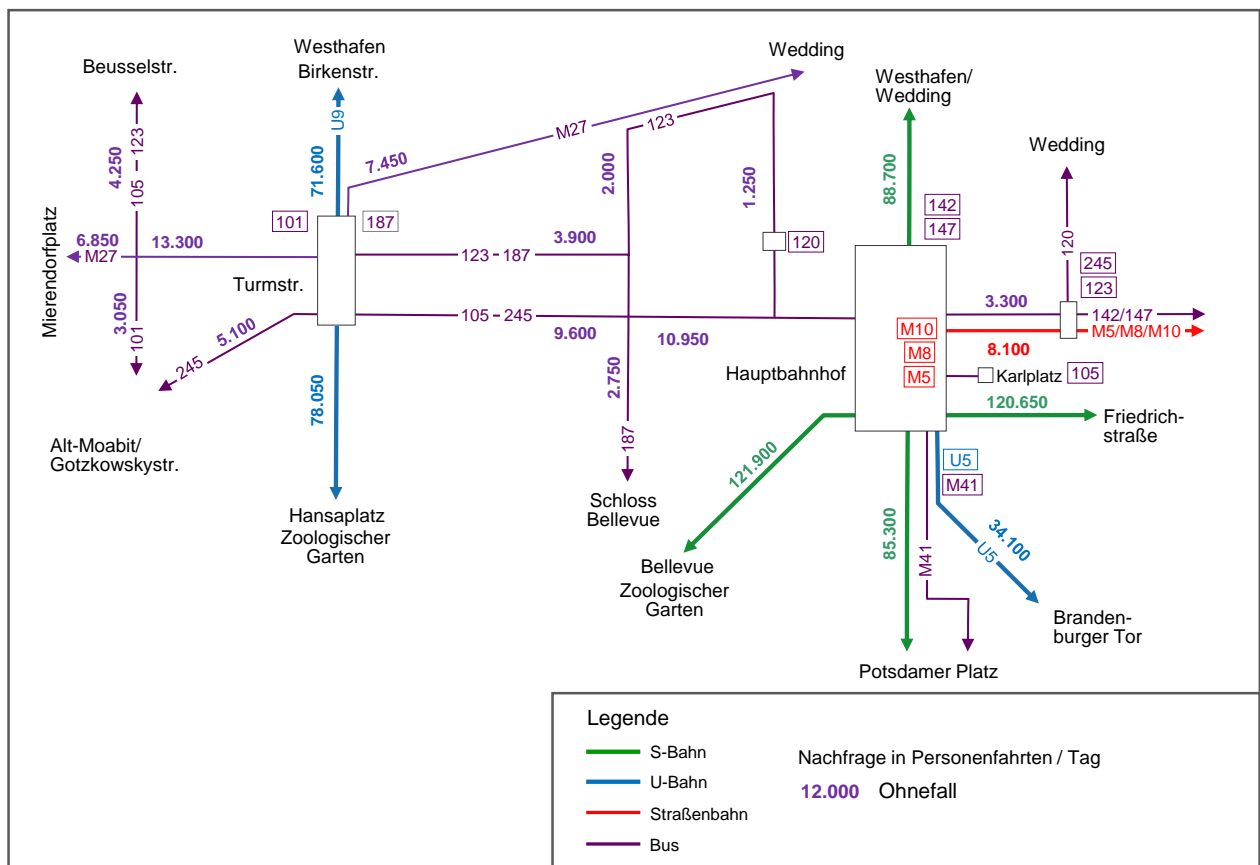 Westhafen
Birkenstr.
Beusselstr.
Wedding
Westhafen/
Wedding
Wedding
U9
71.600
123
105
4.250
M27
7.450
123
2.000
1.250
88.700
142
147
101
187
120
120
245
123
Mierendorfplatz
6.850
M27
13.300
Turmstr.
3.900
123
187
3.050
101
5.100
245
105
245
9.600
10.950
3.300
142/147
M5/M8/M10
8.100
M10
M8
M5
Hauptbahnhof
Karlplatz
105
2.750
187
78.050
120.650
Friedrich-
straße
Alt-Moabit/
Gotzkowskystr.
121.900
U5
M41
34.100
U5
85.300
M41
Hansaplatz
Zoologischer
Garten
Schloss
Bellevue
Bellevue
Zoologischer
Garten
Branden-
burger Tor
Potsdamer Platz
Legende
S-Bahn
U-Bahn
Straßenbahn
Bus
Nachfrage in Personenfahrten / Tag
12.000 Ohnefall